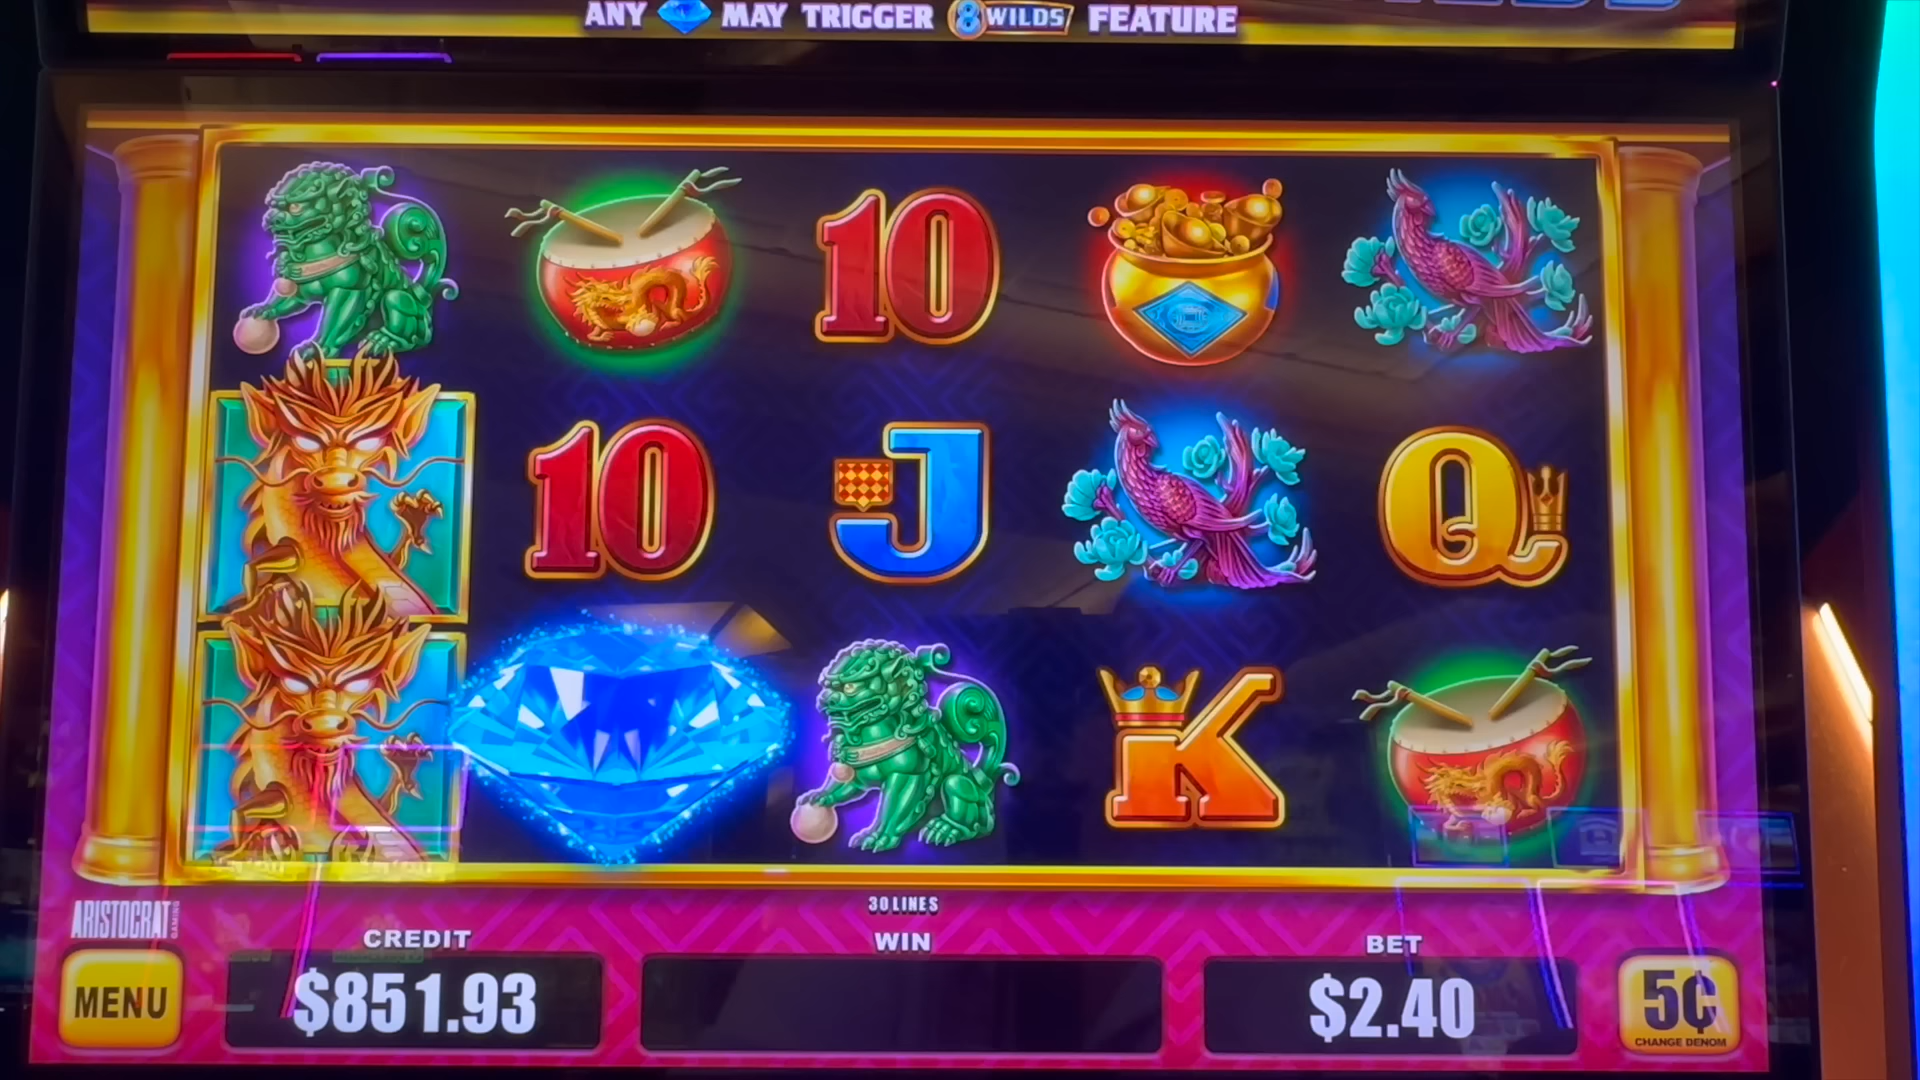 ANY MAY TRIGGER 8 WILDS FEATURE
10
10
J
Q
K
ARISTOCRAT
GAMING
30 LINES
CREDIT
WIN
BET
MENU
$851.93
$2.40
5¢
CHANGE DENOM